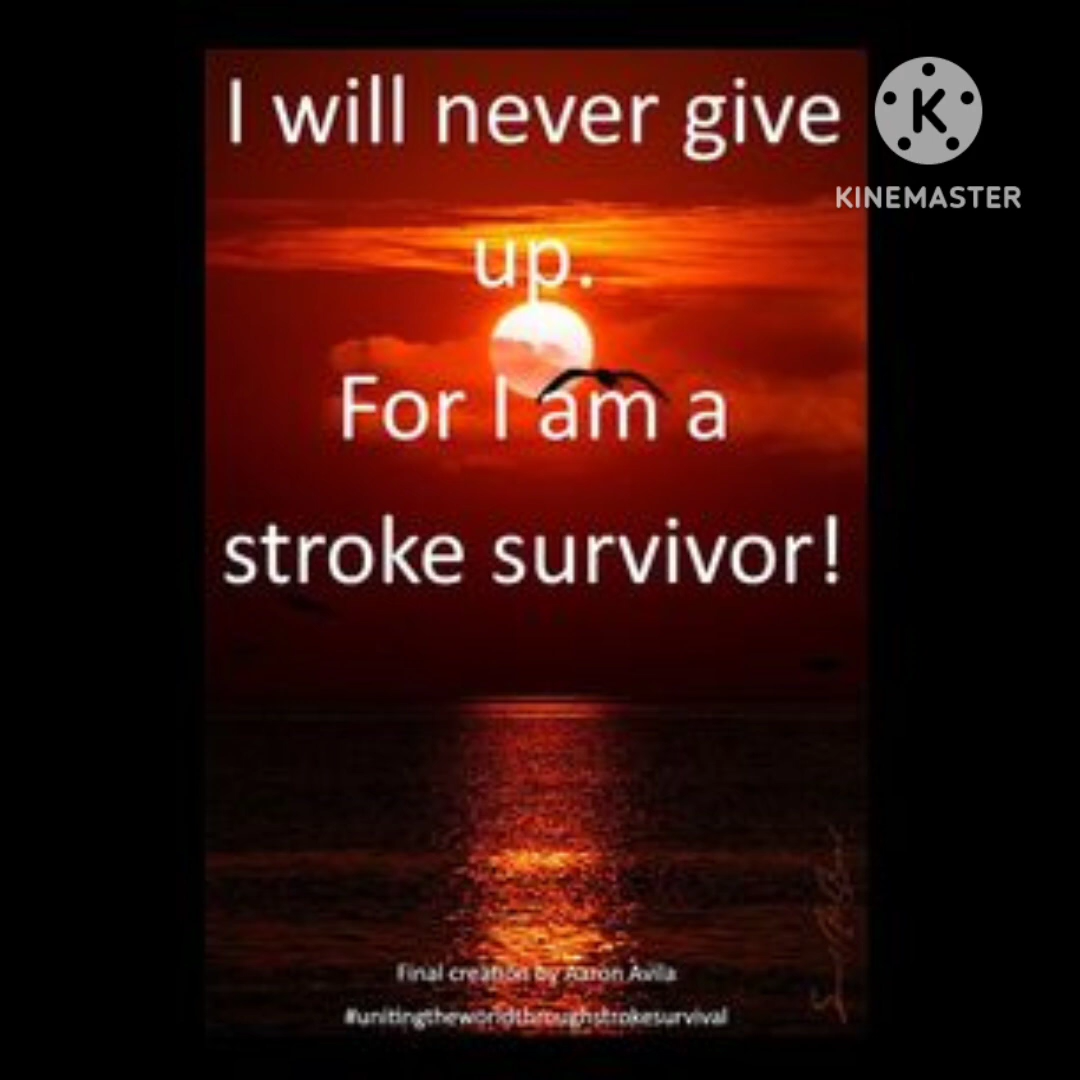 I will never give
up.
For I am a
stroke survivor!
K
KINEMASTER
Final creation by Aaron Avila
#unitingtheworldthroughstrokesurvival